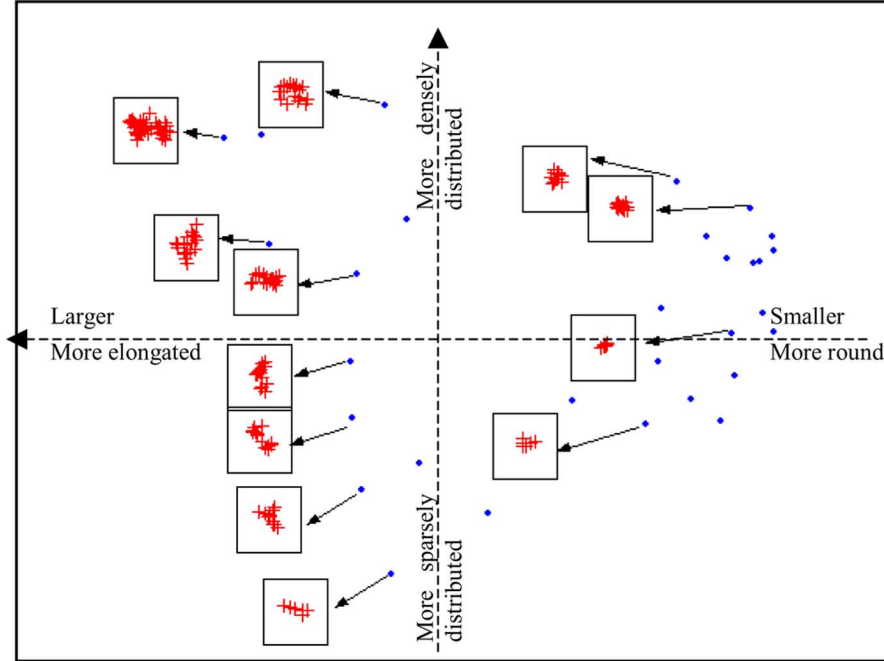 More densely
distributed
Larger
More elongated
Smaller
More round
More sparsely
distributed